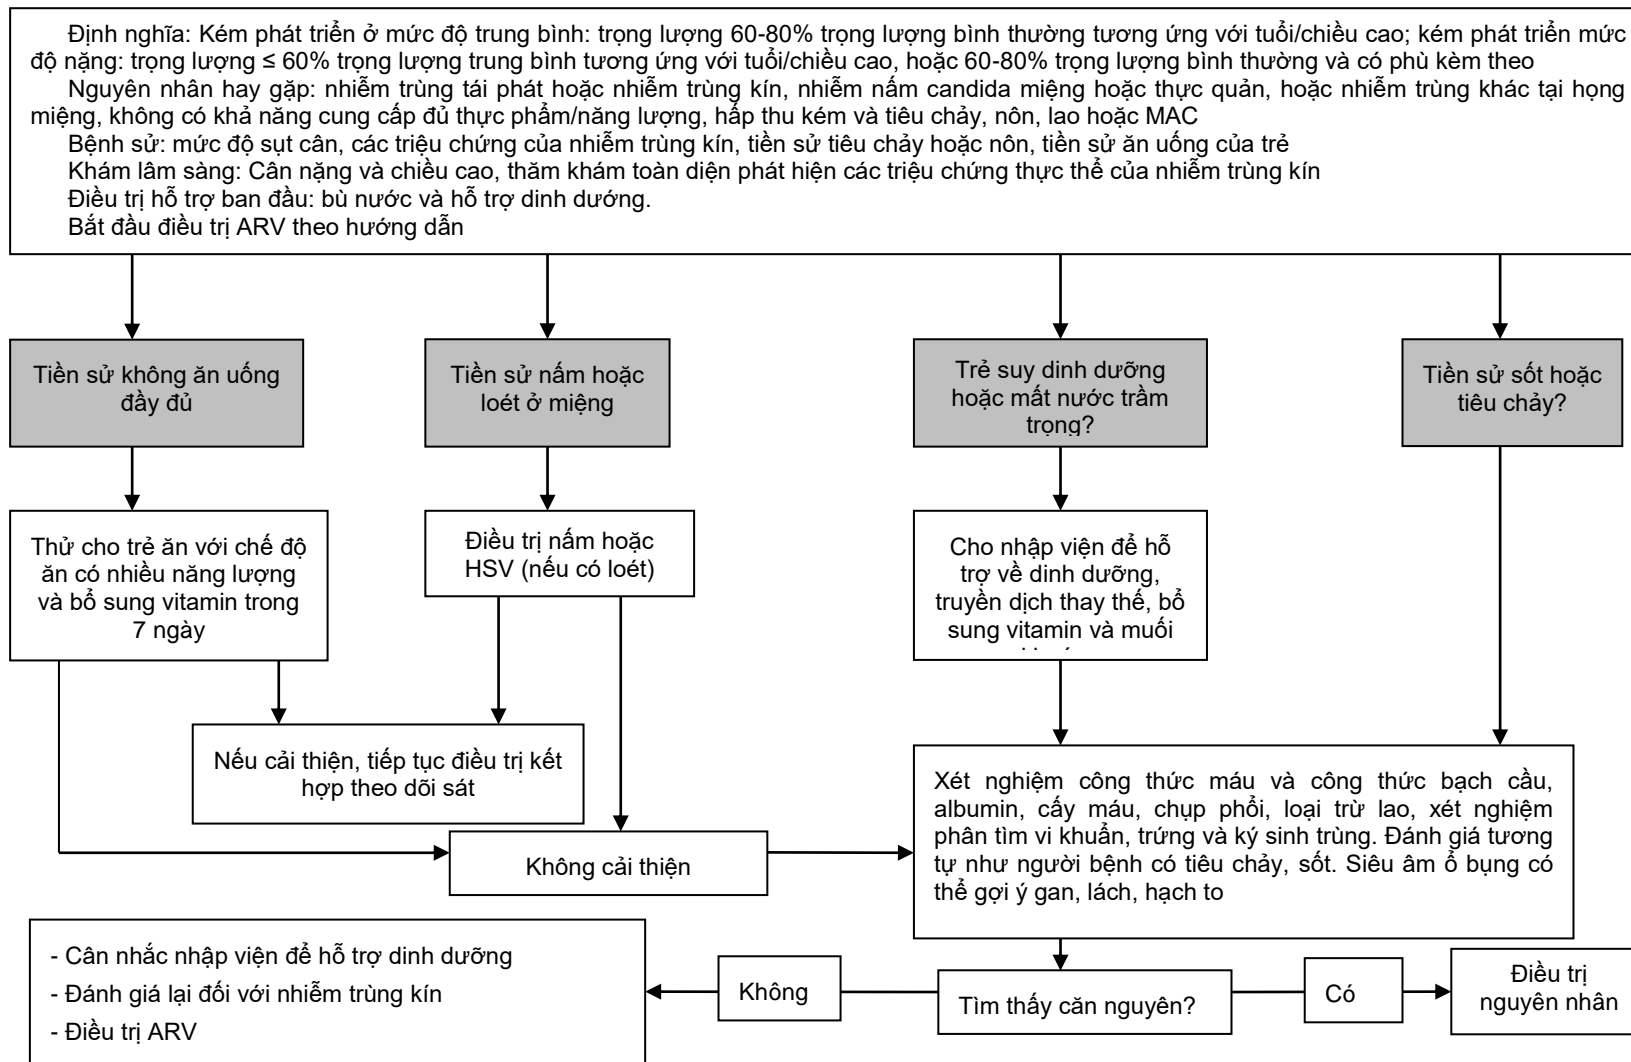 Định nghĩa: Kém phát triển ở mức độ trung bình: trọng lượng 60-80% trọng lượng bình thường tương ứng với tuổi/chiều cao; kém phát triển mức
độ nặng: trọng lượng ≤ 60% trọng lượng trung bình tương ứng với tuổi/chiều cao, hoặc 60-80% trọng lượng bình thường và có phù kèm theo
Nguyên nhân hay gặp: nhiễm trùng tái phát hoặc nhiễm trùng kín, nhiễm nấm candida miệng hoặc thực quản, hoặc nhiễm trùng khác tại họng
miệng, không có khả năng cung cấp đủ thực phẩm/năng lượng, hấp thu kém và tiêu chảy, nôn, lao hoặc MAC
Bệnh sử: mức độ sụt cân, các triệu chứng của nhiễm trùng kín, tiền sử tiêu chảy hoặc nôn, tiền sử ăn uống của trẻ
Khám lâm sàng: Cân nặng và chiều cao, thăm khám toàn diện phát hiện các triệu chứng thực thể của nhiễm trùng kín
Điều trị hỗ trợ ban đầu: bù nước và hỗ trợ dinh dưỡng.
Bắt đầu điều trị ARV theo hướng dẫn
Tiền sử không ăn uống
đầy đủ
Tiền sử nấm hoặc
loét ở miệng
Trẻ suy dinh dưỡng
hoặc mất nước trầm
trọng?
Tiền sử sốt hoặc
tiêu chảy?
Thử cho trẻ ăn với chế độ
ăn có nhiều năng lượng
và bổ sung vitamin trong
7 ngày
Điều trị nấm hoặc
HSV (nếu có loét)
Cho nhập viện để hỗ
trợ về dinh dưỡng,
truyền dịch thay thế, bổ
sung vitamin và muối
Nếu cải thiện, tiếp tục điều trị kết
hợp theo dõi sát
Không cải thiện
Xét nghiệm công thức máu và công thức bạch cầu,
albumin, cấy máu, chụp phổi, loại trừ lao, xét nghiệm
phân tìm vi khuẩn, trứng và ký sinh trùng. Đánh giá tương
tự như người bệnh có tiêu chảy, sốt. Siêu âm ổ bụng có
thể gợi ý gan, lách, hạch to
- Cân nhắc nhập viện để hỗ trợ dinh dưỡng
- Đánh giá lại đối với nhiễm trùng kín
- Điều trị ARV
Không
Tìm thấy căn nguyên?
Có
Điều trị
nguyên nhân